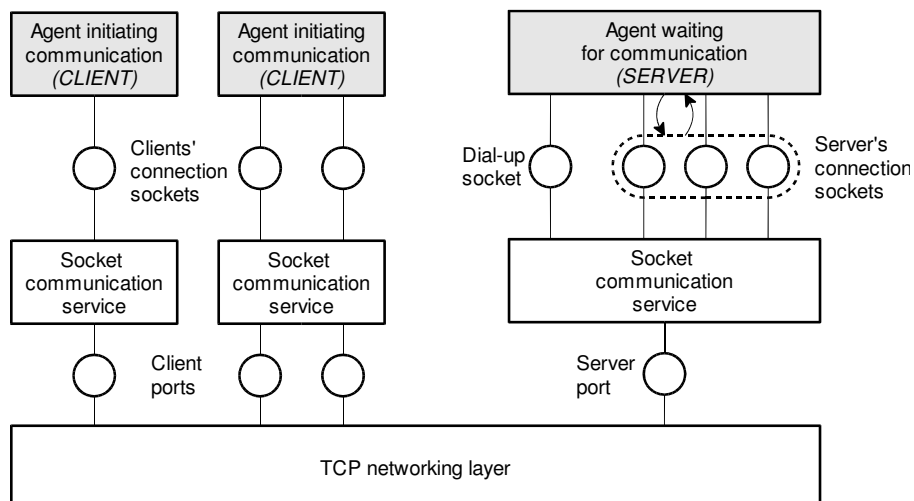 Agent initiating
communication
(CLIENT)
Agent initiating
communication
(CLIENT)
Agent waiting
for communication
(SERVER)
Clients'
connection
sockets
Dial-up
socket
Server's
connection
sockets
Socket
communication
service
Socket
communication
service
Socket
communication
service
Client
ports
Server
port
TCP networking layer